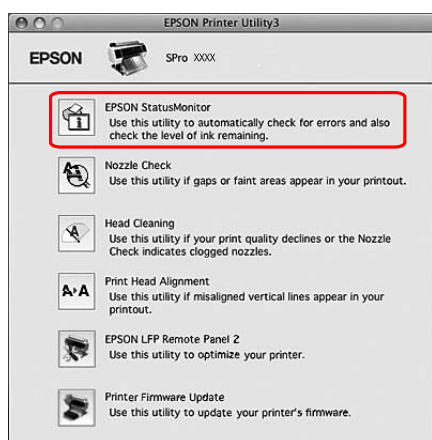 EPSON Printer Utility3
EPSON SPro XXXX
EPSON StatusMonitor
Use this utility to automatically check for errors and also
check the level of ink remaining.
Nozzle Check
Use this utility if gaps or faint areas appear in your printout.
Head Cleaning
Use this utility if your print quality declines or the Nozzle
Check indicates clogged nozzles.
A A
Print Head Alignment
Use this utility if misaligned vertical lines appear in your
printout.
EPSON LFP Remote Panel 2
Use this utility to optimize your printer.
Printer Firmware Update
Use this utility to update your printer's firmware.